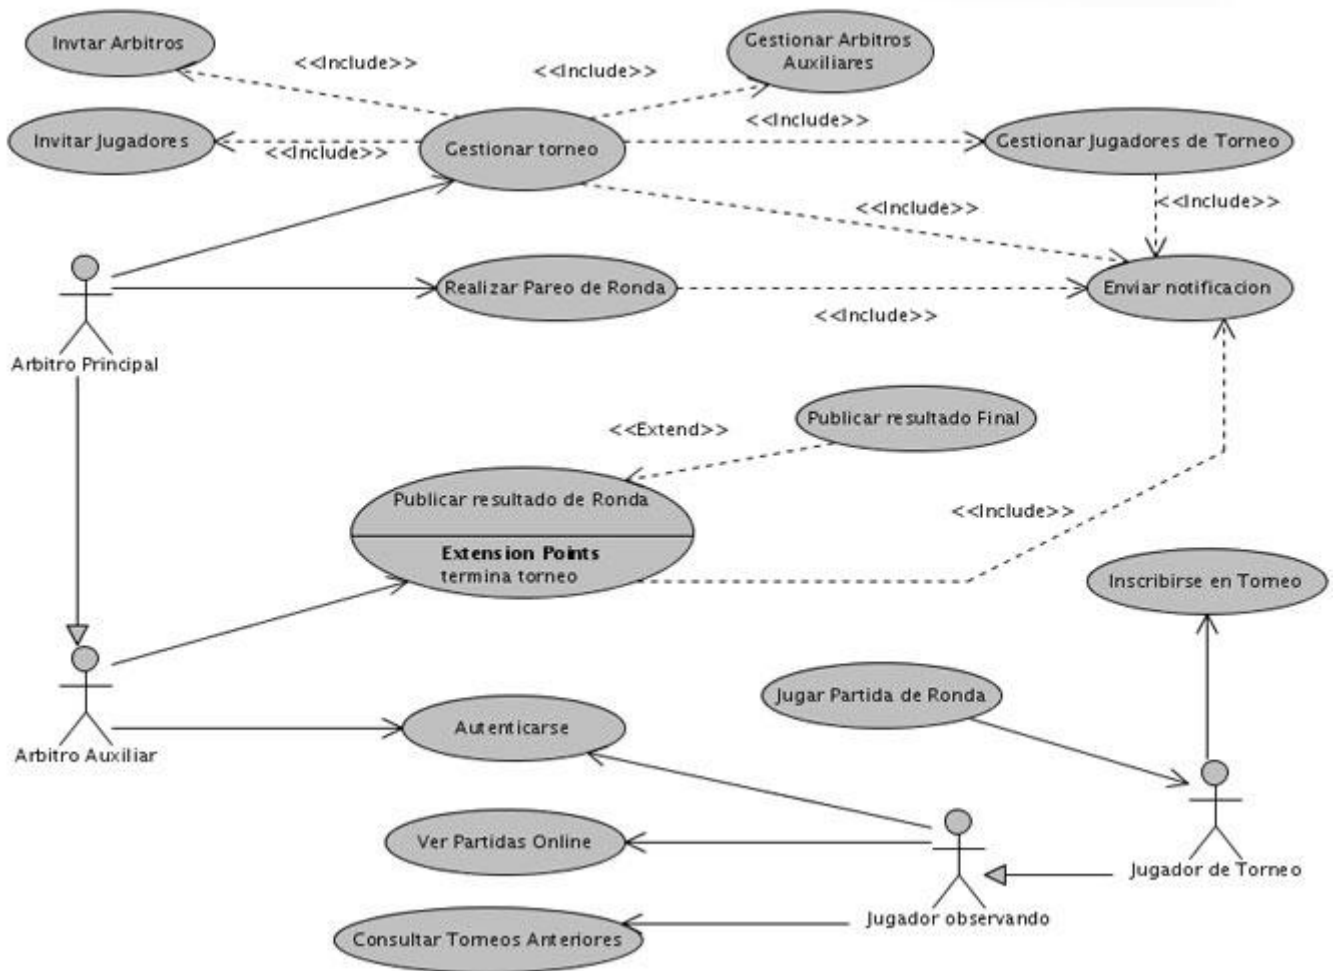 Invtar Arbitros
<<Include>>
<<Include>>
Gestionar Arbitros
Auxiliares
Invitar Jugadores
<<Include>>
Gestionar torneo
<<Include>>
Gestionar Jugadores de Torneo
<<Include>>
<<Include>>
Realizar Pareo de Ronda
<<Include>>
Enviar notificacion
Arbitro Principal
<<Extend>>
Publicar resultado Final
Publicar resultado de Ronda
Extension Points
termina torneo
<<Include>>
Inscribirse en Torneo
Jugar Partida de Ronda
Arbitro Auxiliar
Autenticarse
Ver Partidas Online
Jugador de Torneo
Jugador observando
Consultar Torneos Anteriores